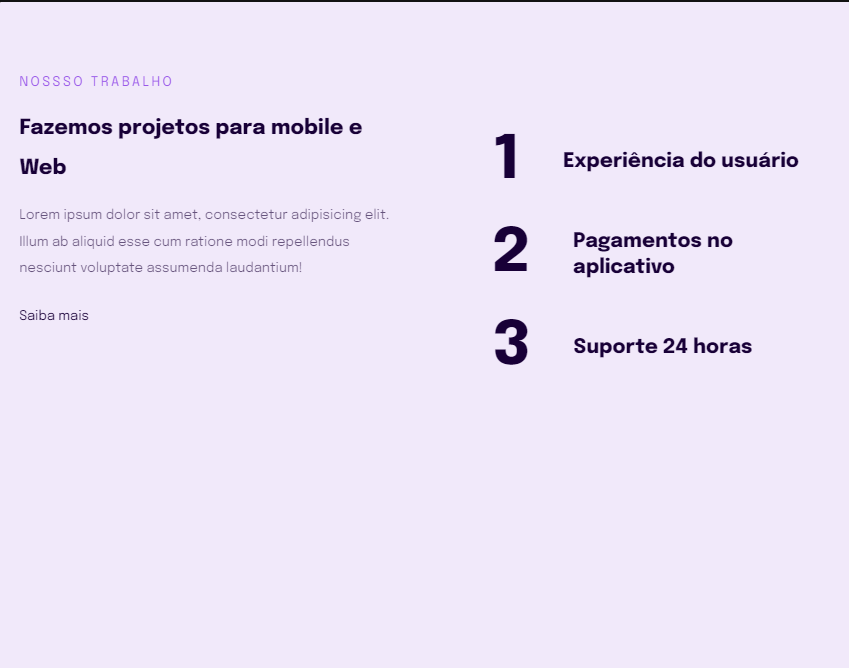 NOSSSO TRABALHO
Fazemos projetos para mobile e
Web
Lorem ipsum dolor sit amet, consectetur adipisicing elit.
Illum ab aliquid esse cum ratione modi repellendus
nesciunt voluptate assumenda laudantium!
Saiba mais
1 Experiência do usuário
2 Pagamentos no
aplicativo
3 Suporte 24 horas